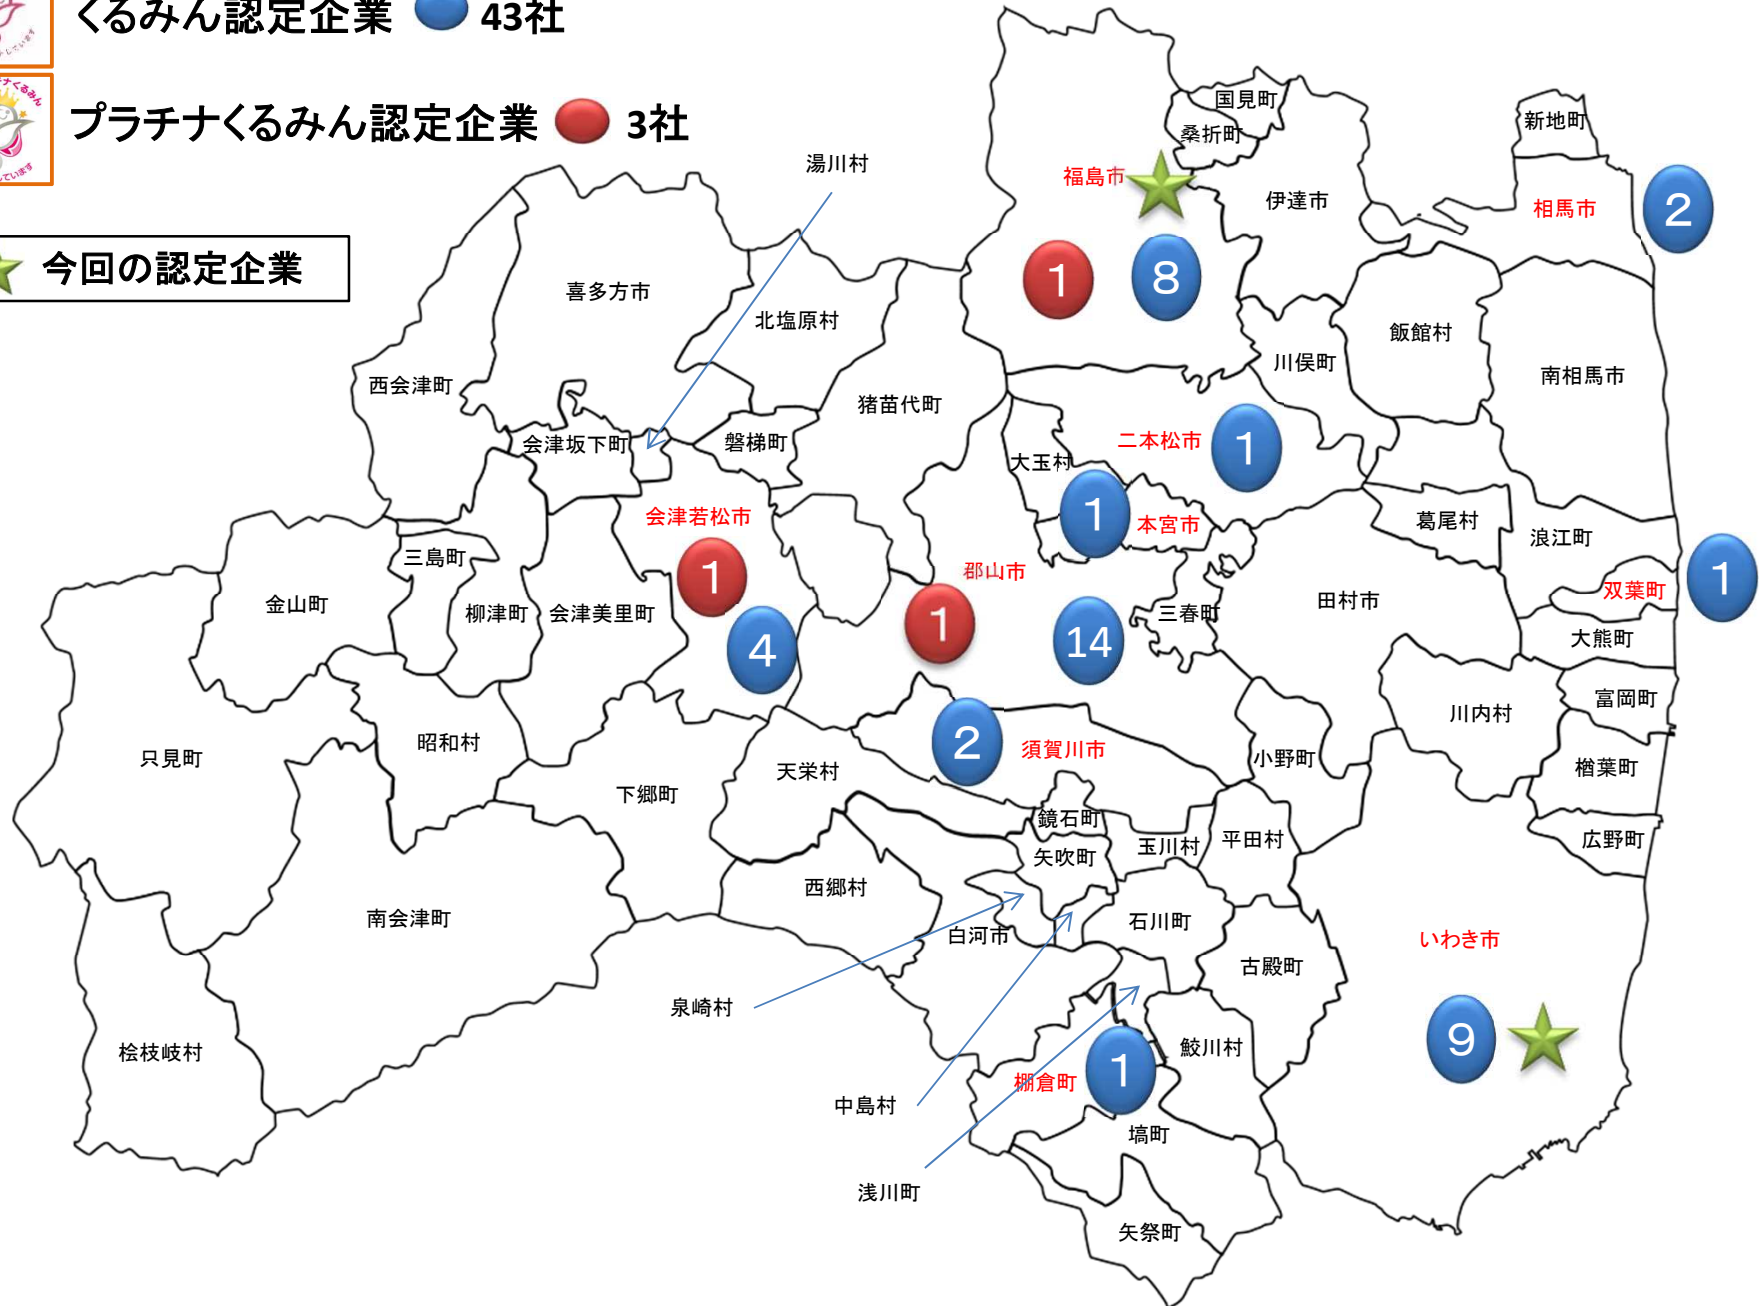 くるみん認定企業 43社
プラチナくるみん認定企業 3社
今回の認定企業
湯川村
国見町
桑折町
新地町
福島市
伊達市
相馬市
2
1
8
喜多方市
北塩原村
飯館村
川俣町
南相馬市
西会津町
猪苗代町
会津坂下町
磐梯町
二本松市
1
大玉村
1
本宮市
会津若松市
葛尾村
浪江町
三島町
郡山市
1
双葉町
1
金山町
柳津町
会津美里町
1
14
三春町
田村市
大熊町
4
富岡町
川内村
只見町
昭和村
2
須賀川市
小野町
楢葉町
天栄村
下郷町
鏡石町
玉川村
平田村
広野町
矢吹町
西郷村
南会津町
白河市
石川町
いわき市
古殿町
泉崎村
桧枝岐村
鮫川村
9
棚倉町
1
中島村
塙町
浅川町
矢祭町